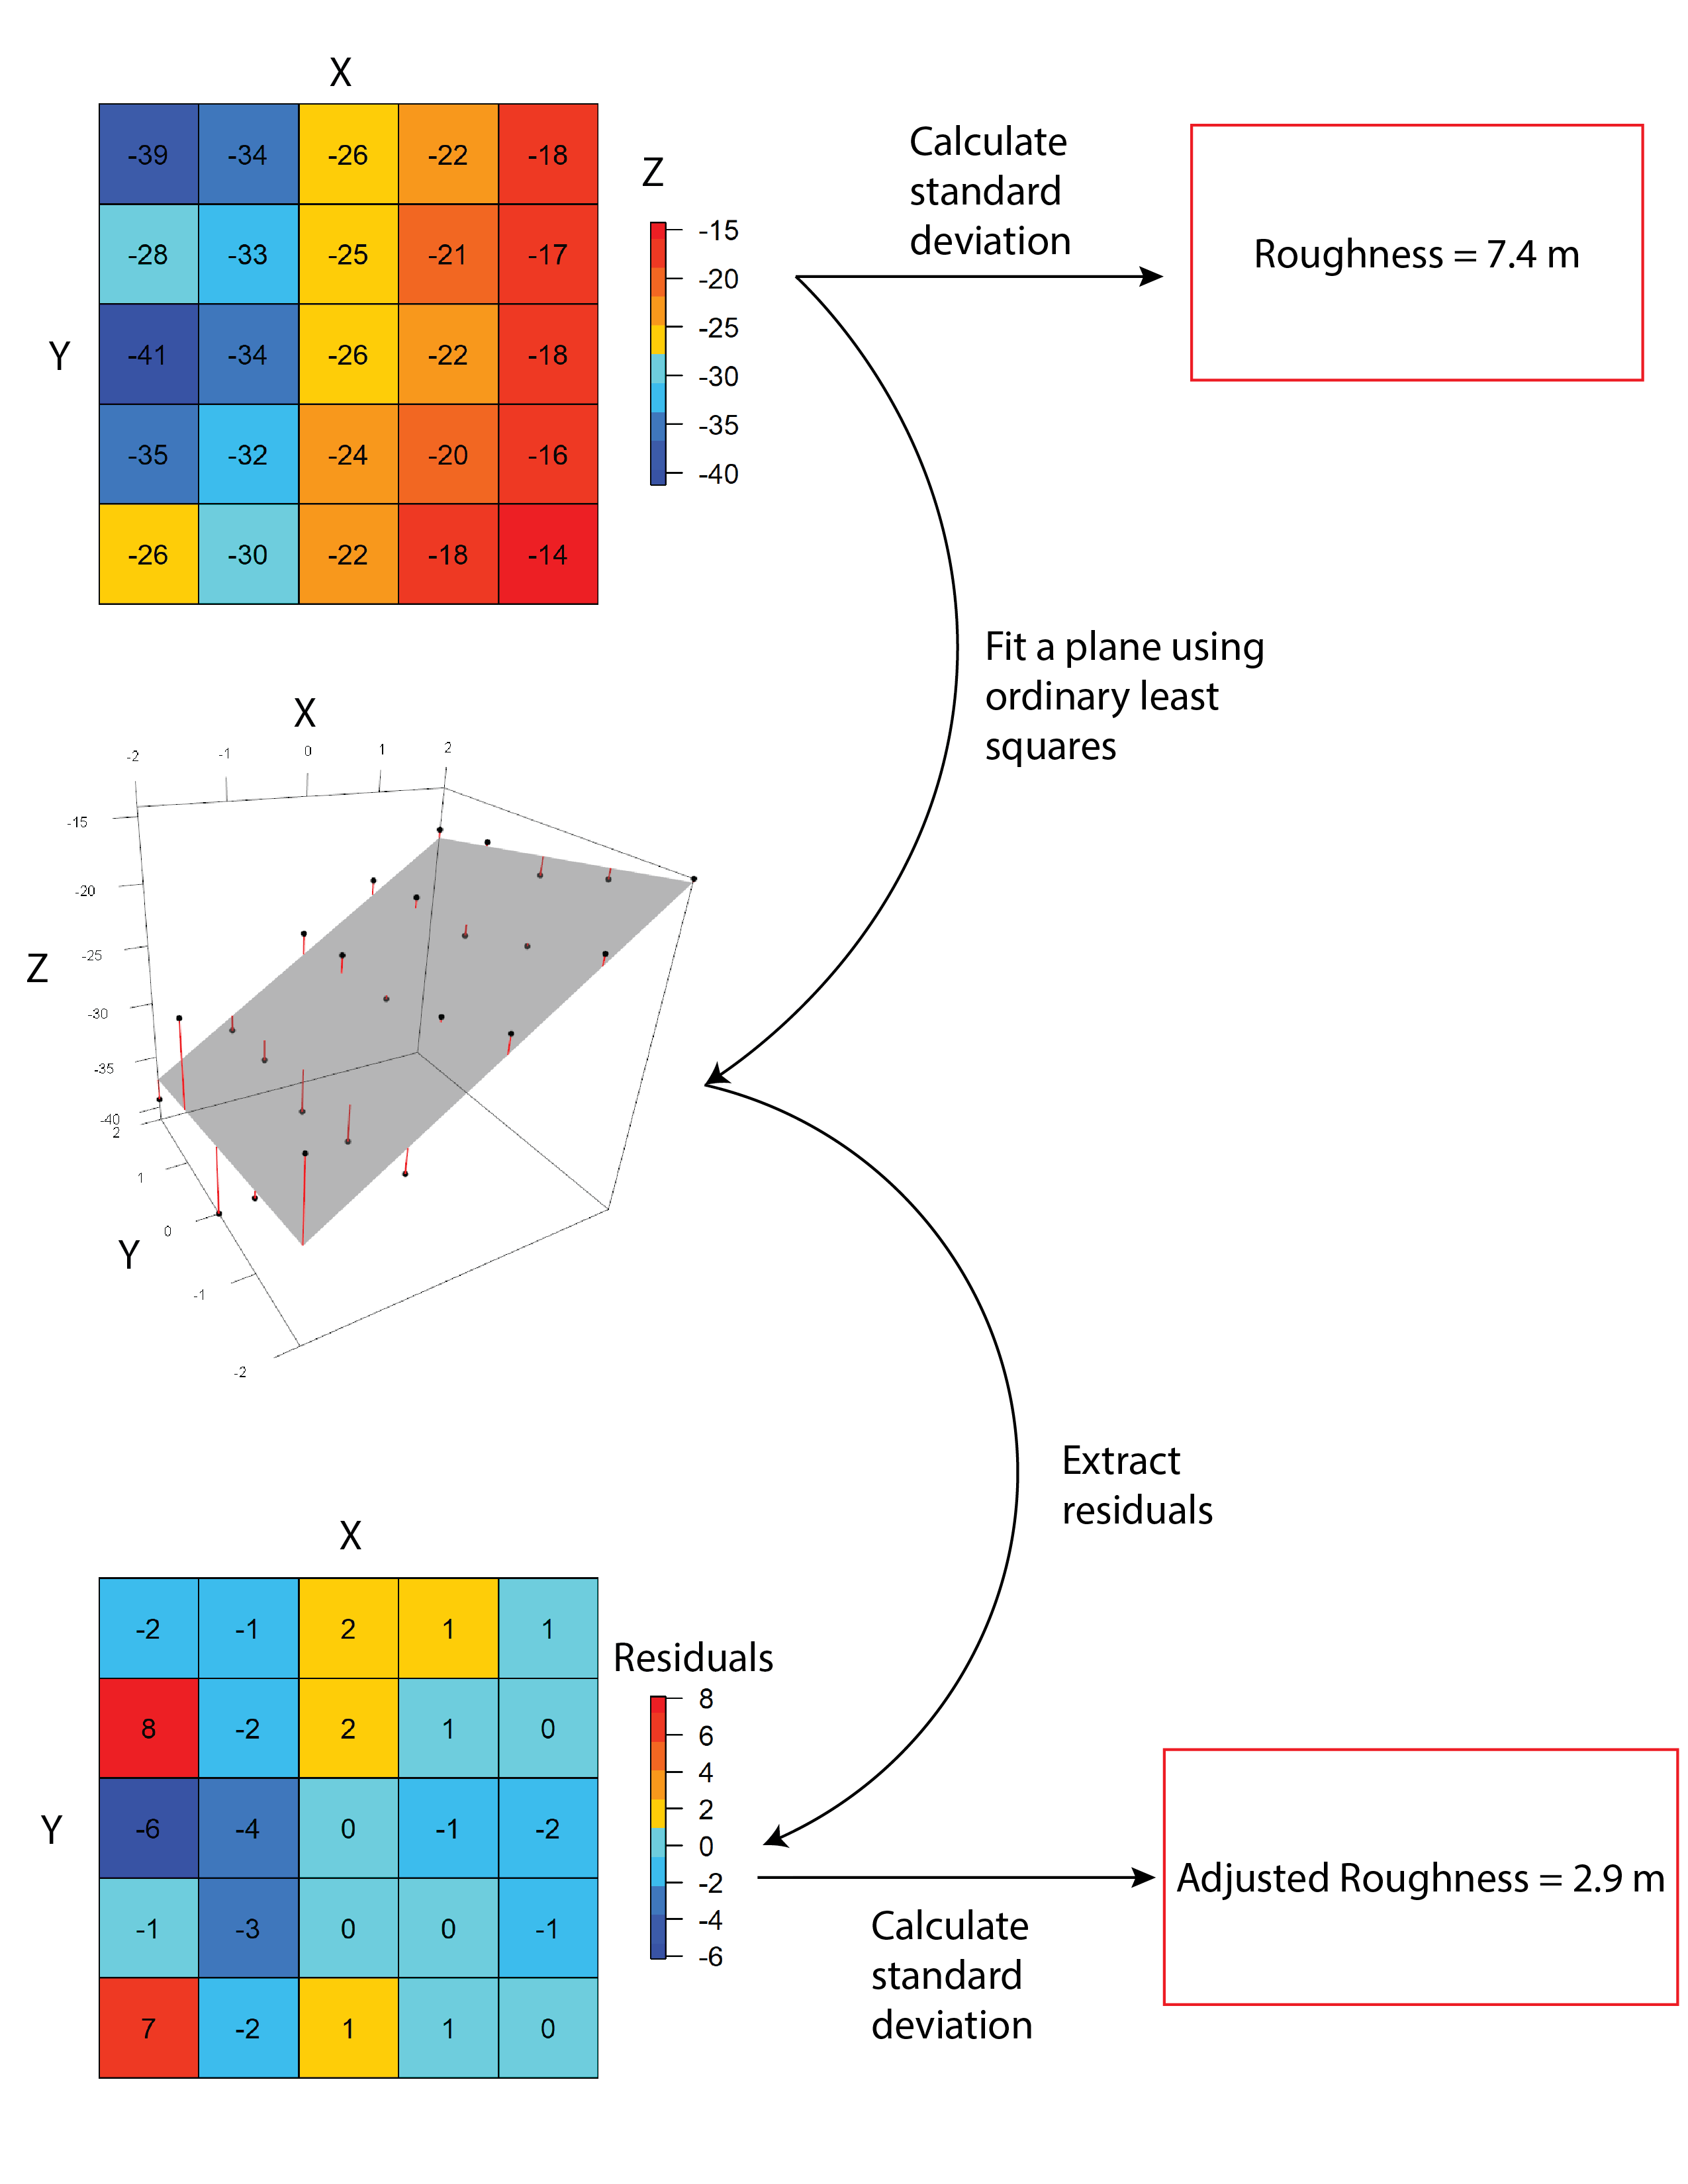 X
-39 -34 -26 -22 -18
-28 -33 -25 -21 -17
Y
-41 -34 -26 -22 -18
-35 -32 -24 -20 -16
-26 -30 -22 -18 -14
Z
-15
-20
-25
-30
-35
-40
Calculate
standard
deviation
Roughness = 7.4 m
Fit a plane using
ordinary least
squares
X
-2 -1 0 1 2
-15
-20
Z
-25
-30
-35
-40
2
1
0
Y
-1
-2
Extract
residuals
X
-2 -1 2 1 1
8 -2 2 1 0
Y
-6 -4 0 -1 -2
-1 -3 0 0 -1
7 -2 1 1 0
Residuals
8
6
4
2
0
-2
-4
-6
Calculate
standard
deviation
Adjusted Roughness = 2.9 m